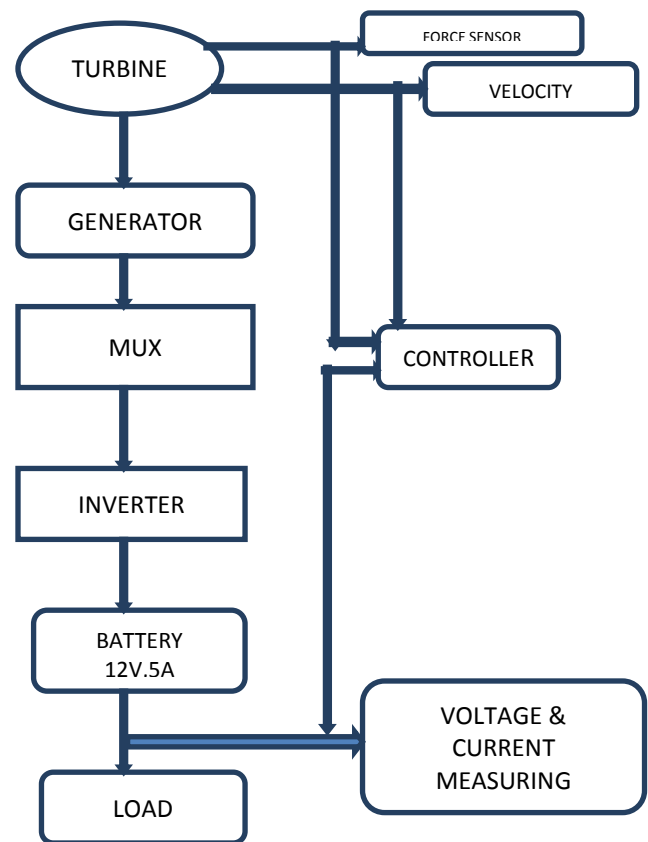 FORCE SENSOR
TURBINE
VELOCITY
GENERATOR
MUX
CONTROLLER
INVERTER
BATTERY
12V.5A
VOLTAGE &
CURRENT
MEASURING
LOAD